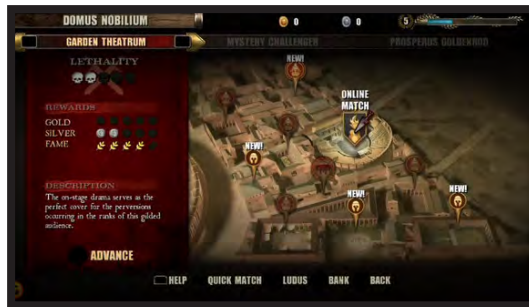 DOMUS NOBILIUM
0
0
5
GARDEN THEATRUM
MYSTERY CHALLENGER
PROSPERUS GOLDENROD
LETHALITY
REWARDS
GOLD
SILVER
FAME
DESCRIPTION
The on-stage drama serves as the
perfect cover for the perversions
occurring in the ranks of this gilded
audience.
ADVANCE
NEW!
ONLINE
MATCH
NEW!
NEW!
NEW!
HELP
QUICK MATCH
LUDUS
BANK
BACK